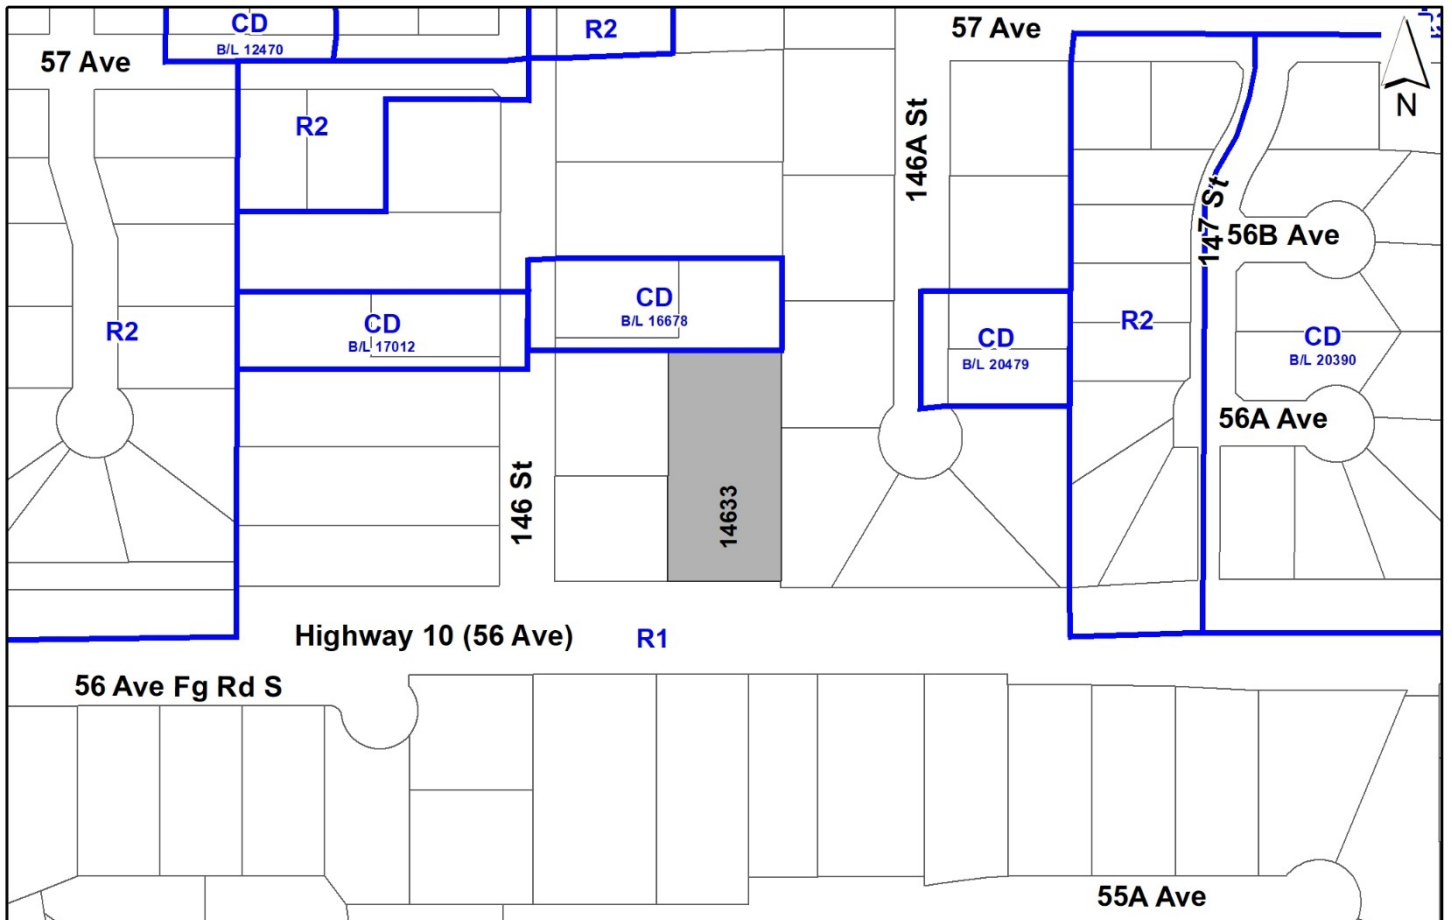 CD
B/L 12470
R2
57 Ave
57 Ave
N
R2
146A St
147 St
56B Ave
CD
B/L 16678
CD
B/L 17012
R2
CD
B/L 20479
R2
CD
B/L 20390
56A Ave
146 St
14633
Highway 10 (56 Ave)
R1
56 Ave Fg Rd S
55A Ave